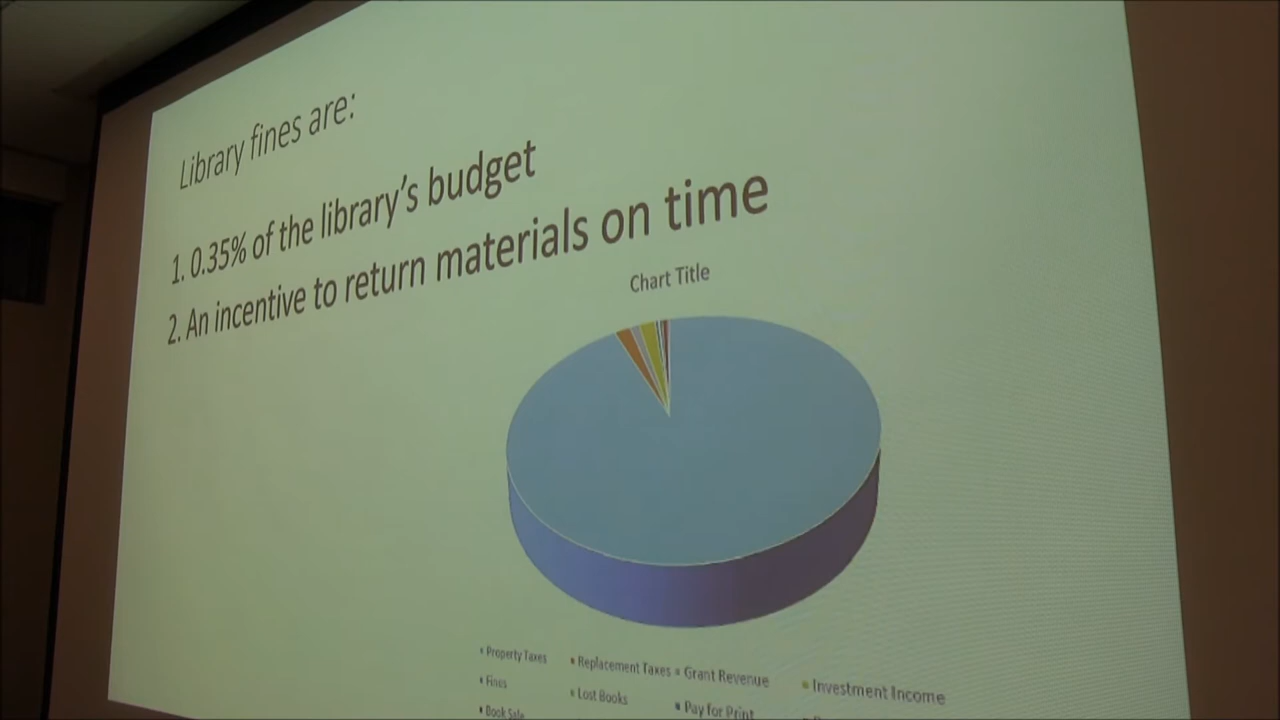 Library fines are:
1. 0.35% of the library's budget
2. An incentive to return materials on time
Chart Title
Property Taxes
Replacement Taxes
Grant Revenue
Investment Income
Fines
Lost Books
Pay for Print
Book Sale